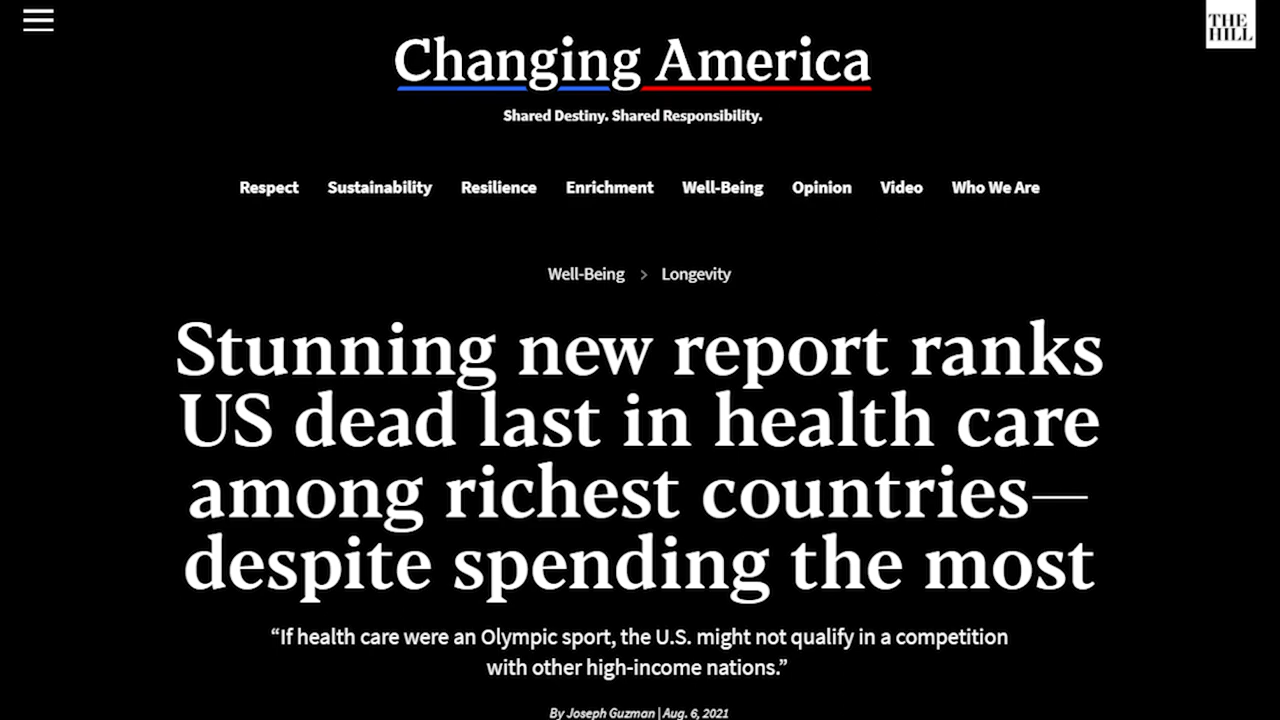 THE
HILL
Changing America
Shared Destiny. Shared Responsibility.
Respect Sustainability Resilience Enrichment Well-Being Opinion Video Who We Are
Well-Being > Longevity
Stunning new report ranks
US dead last in health care
among richest countries—
despite spending the most
“If health care were an Olympic sport, the U.S. might not qualify in a competition
with other high-income nations.”
By Joseph Guzman | Aug. 6, 2021